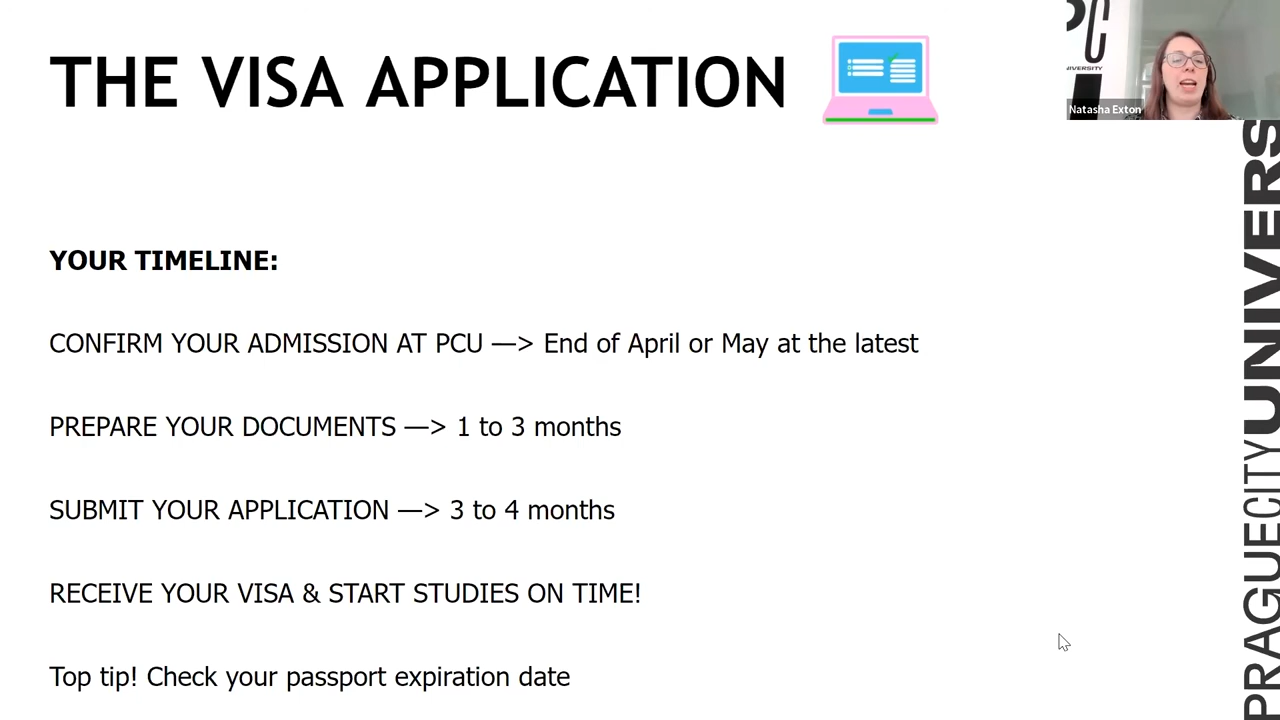 THE VISA APPLICATION
PC
NIVERSITY
Natasha Exton
YOUR TIMELINE:
CONFIRM YOUR ADMISSION AT PCU —> End of April or May at the latest
PREPARE YOUR DOCUMENTS —> 1 to 3 months
SUBMIT YOUR APPLICATION —> 3 to 4 months
RECEIVE YOUR VISA & START STUDIES ON TIME!
Top tip! Check your passport expiration date
PRAGUECITYUNIVERS